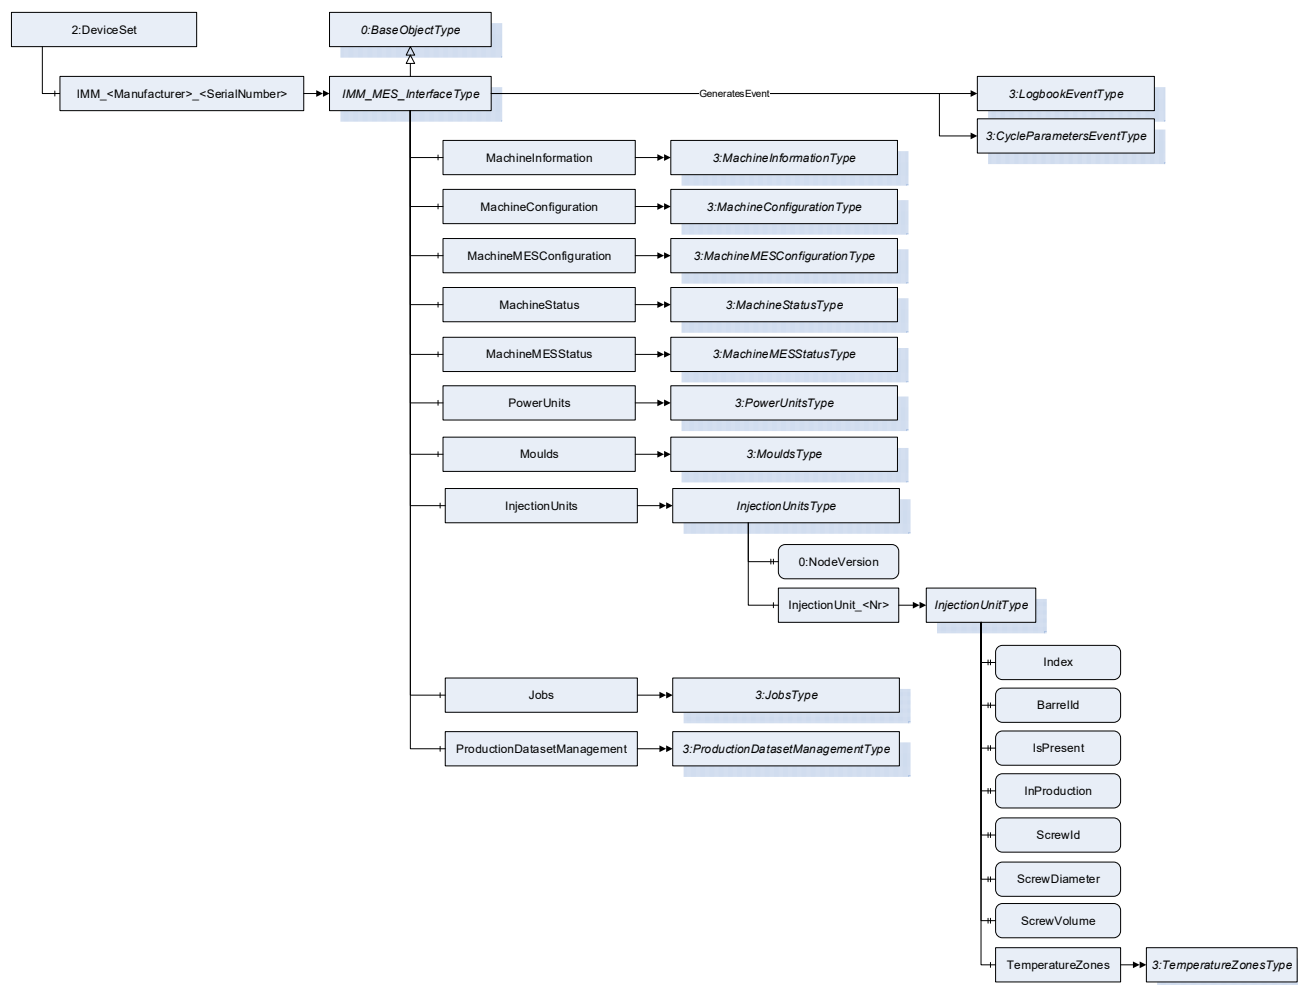 2:DeviceSet
0:BaseObjectType
IMM_<Manufacturer>_<SerialNumber>
IMM_MES_InterfaceType
GeneratesEvent
3:LogbookEventType
3:CycleParametersEventType
MachineInformation
3:MachineInformationType
MachineConfiguration
3:MachineConfigurationType
MachineMESConfiguration
3:MachineMESConfigurationType
MachineStatus
3:MachineStatusType
MachineMESStatus
3:MachineMESStatusType
PowerUnits
3:PowerUnitsType
Moulds
3:MouldsType
InjectionUnits
InjectionUnitsType
0:NodeVersion
InjectionUnit_<Nr>
InjectionUnitType
Index
BarrelId
IsPresent
InProduction
ScrewId
ScrewDiameter
ScrewVolume
TemperatureZones
3:TemperatureZonesType
Jobs
3:JobsType
ProductionDatasetManagement
3:ProductionDatasetManagementType